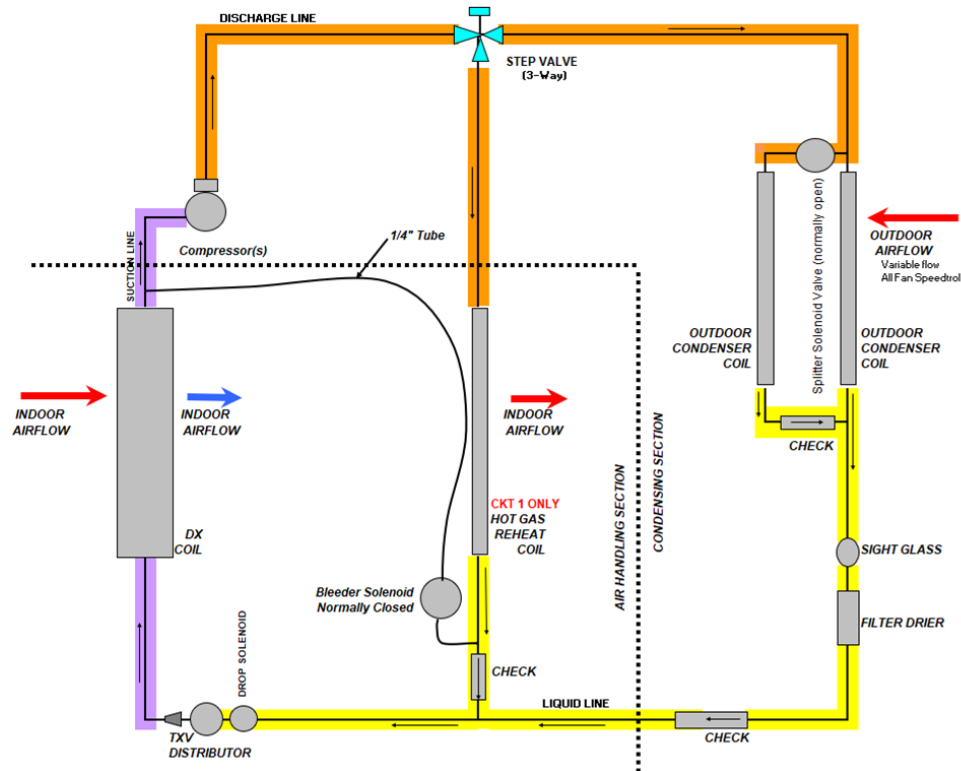 DISCHARGE LINE
STEP VALVE
(3-Way)
SUCTION LINE
Compressor(s)
1/4" Tube
Splitter Solenoid Valve (normally open)
OUTDOOR
AIRFLOW
Variable flow
All Fan Speedtrol
OUTDOOR
CONDENSER
COIL
OUTDOOR
CONDENSER
COIL
INDOOR
AIRFLOW
INDOOR
AIRFLOW
INDOOR
AIRFLOW
CHECK
CKT 1 ONLY
HOT GAS
REHEAT
COIL
AIR HANDLING SECTION
CONDENSING SECTION
DX
COIL
SIGHT GLASS
Bleeder Solenoid
Normally Closed
FILTER DRIER
DROP SOLENOID
CHECK
LIQUID LINE
TXV
DISTRIBUTOR
CHECK